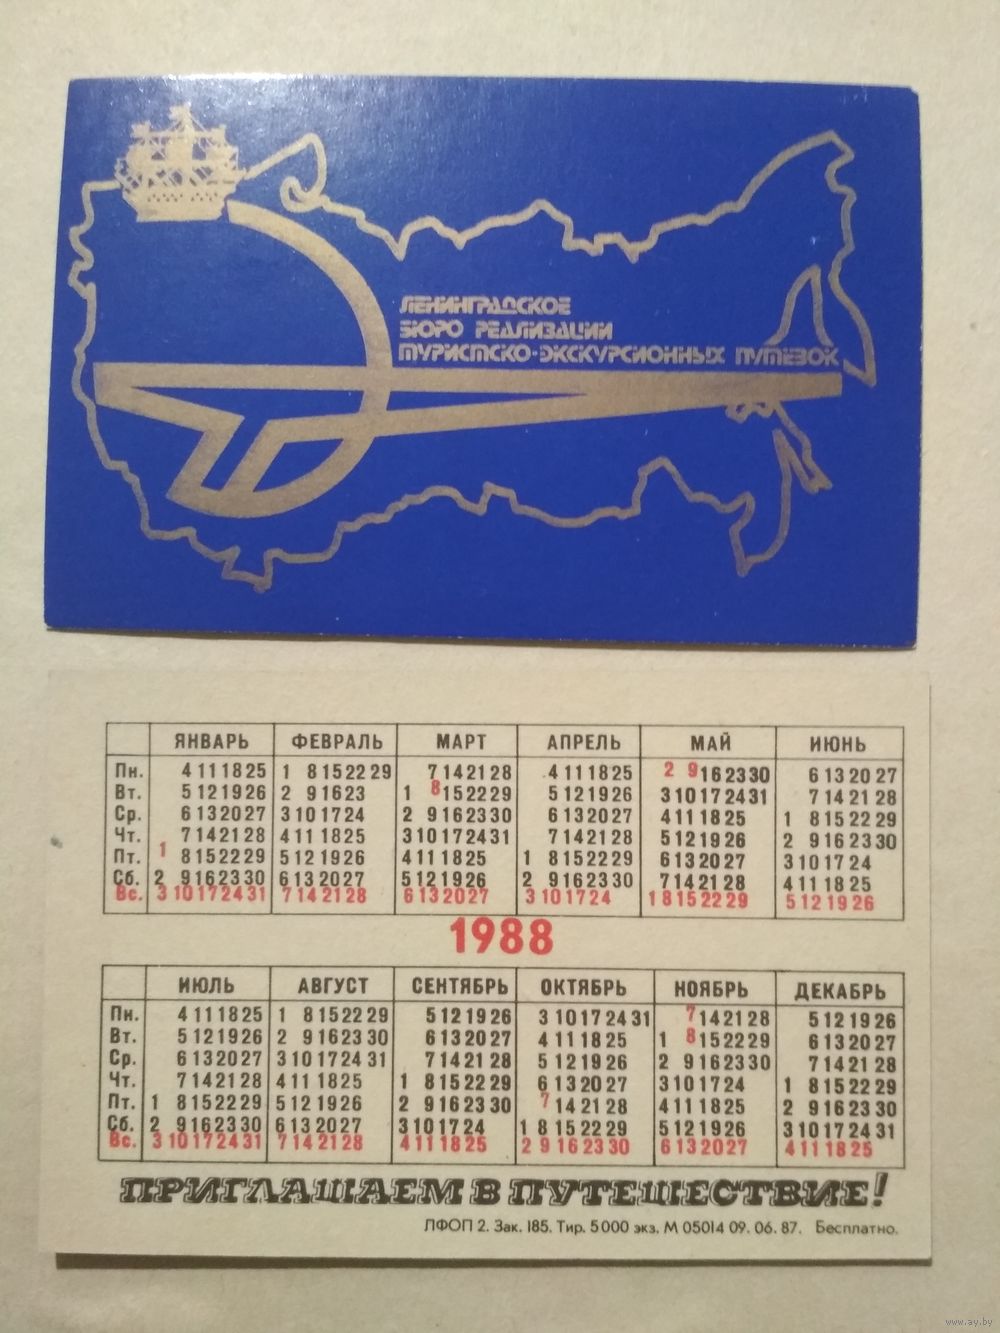 ЛЕНИНГРАДСКОЕ
БЮРО РЕАЛИЗАЦИИ
ТУРИСТСКО-ЭКСКУРСИОННЫХ ПУТЕВОК
ЯНВАРЬ ФЕВРАЛЬ МАРТ АПРЕЛЬ МАЙ ИЮНЬ
Пн. 4 11 18 25 1 8 15 22 29 7 14 21 28 4 11 18 25 2 9 16 23 30 6 13 20 27
Вт. 5 12 19 26 2 9 16 23 1 8 15 22 29 5 12 19 26 3 10 17 24 31 7 14 21 28
Ср. 6 13 20 27 3 10 17 24 2 9 16 23 30 6 13 20 27 4 11 18 25 1 8 15 22 29
Чт. 7 14 21 28 4 11 18 25 3 10 17 24 31 7 14 21 28 5 12 19 26 2 9 16 23 30
Пт. 1 8 15 22 29 5 12 19 26 4 11 18 25 1 8 15 22 29 6 13 20 27 3 10 17 24
Сб. 2 9 16 23 30 6 13 20 27 5 12 19 26 2 9 16 23 30 7 14 21 28 4 11 18 25
Вс. 3 10 17 24 31 7 14 21 28 6 13 20 27 3 10 17 24 1 8 15 22 29 5 12 19 26
1988
ИЮЛЬ АВГУСТ СЕНТЯБРЬ ОКТЯБРЬ НОЯБРЬ ДЕКАБРЬ
Пн. 4 11 18 25 1 8 15 22 29 5 12 19 26 3 10 17 24 31 7 14 21 28 5 12 19 26
Вт. 5 12 19 26 2 9 16 23 30 6 13 20 27 4 11 18 25 1 8 15 22 29 6 13 20 27
Ср. 6 13 20 27 3 10 17 24 31 7 14 21 28 5 12 19 26 2 9 16 23 30 7 14 21 28
Чт. 7 14 21 28 4 11 18 25 1 8 15 22 29 6 13 20 27 3 10 17 24 1 8 15 22 29
Пт. 1 8 15 22 29 5 12 19 26 2 9 16 23 30 7 14 21 28 4 11 18 25 2 9 16 23 30
Сб. 2 9 16 23 30 6 13 20 27 3 10 17 24 1 8 15 22 29 5 12 19 26 3 10 17 24 31
Вс. 3 10 17 24 31 7 14 21 28 4 11 18 25 2 9 16 23 30 6 13 20 27 4 11 18 25
ПРИГЛАШАЕМ В ПУТЕШЕСТВИЕ!
ЛФОП 2. Зак. 185. Тир. 5 000 экз. М 05014 09. 06. 87. Бесплатно.
www.ay.by